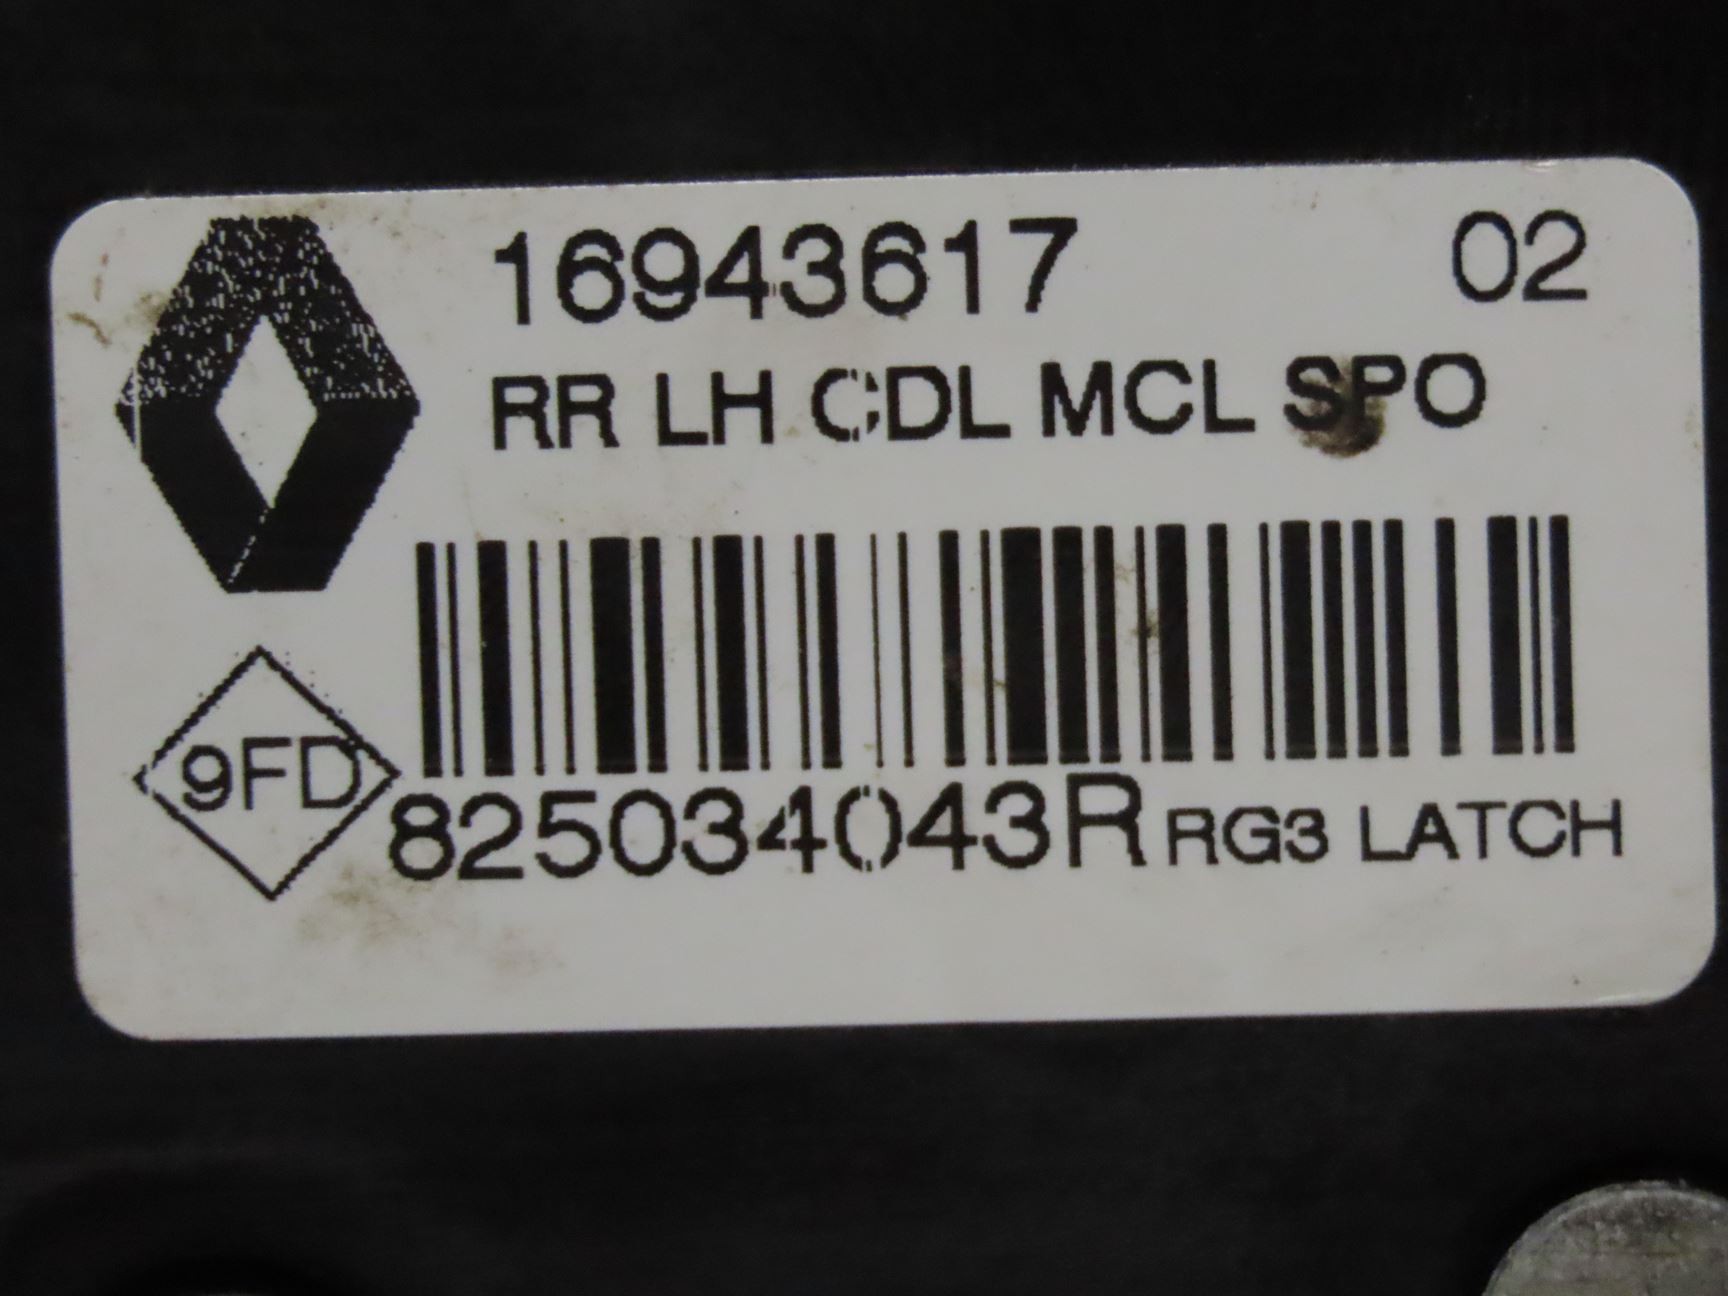 16943617 02
RR LH CDL MCL SPO
9FD
825034043R RG3 LATCH